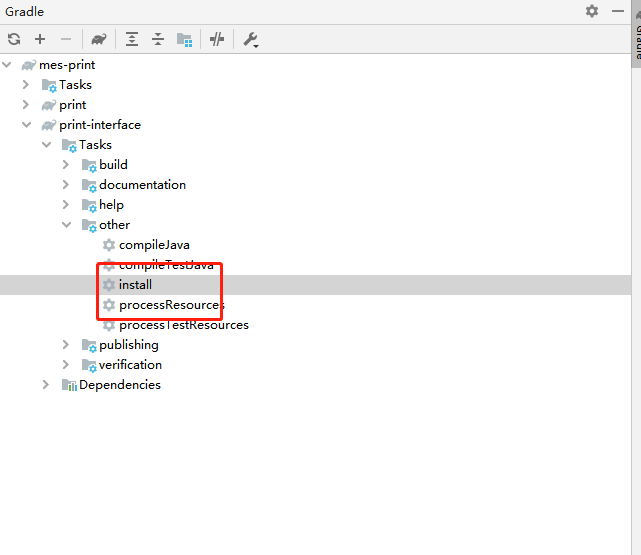 Gradle
mes-print
Tasks
print
print-interface
Tasks
build
documentation
help
other
compileJava
compileTestJava
install
processResources
processTestResources
publishing
verification
Dependencies
Gradle